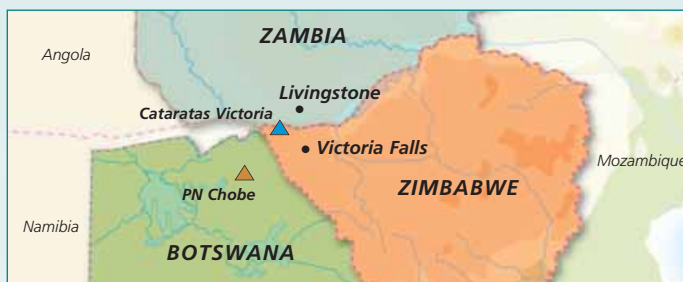 ZAMBIA
Angola
Livingstone
Cataratas Victoria
Victoria Falls
Mozambique
PN Chobe
ZIMBABWE
Namibia
BOTSWANA